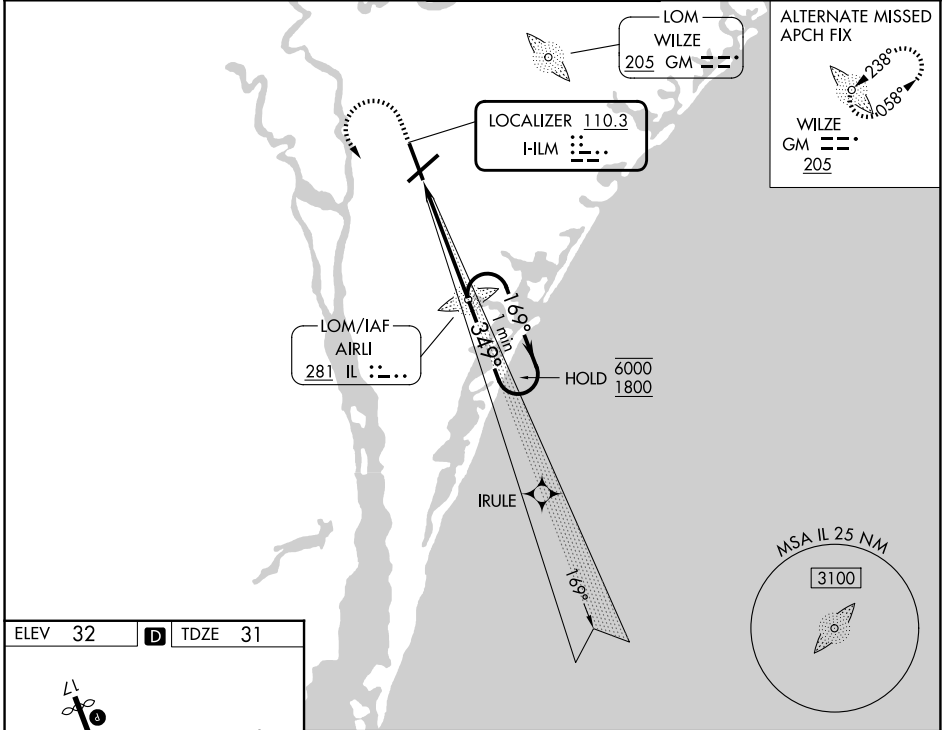 LOM
WILZE
205 GM
ALTERNATE MISSED
APCH FIX
238°
058°
WILZE
GM
205
LOCALIZER 110.3
I-ILM
LOM/IAF
AIRLI
281 IL
169°
1 min
349°
HOLD 6000
1800
IRULE
169°
MSA IL 25 NM
3100
ELEV 32 D TDZE 31
17
P